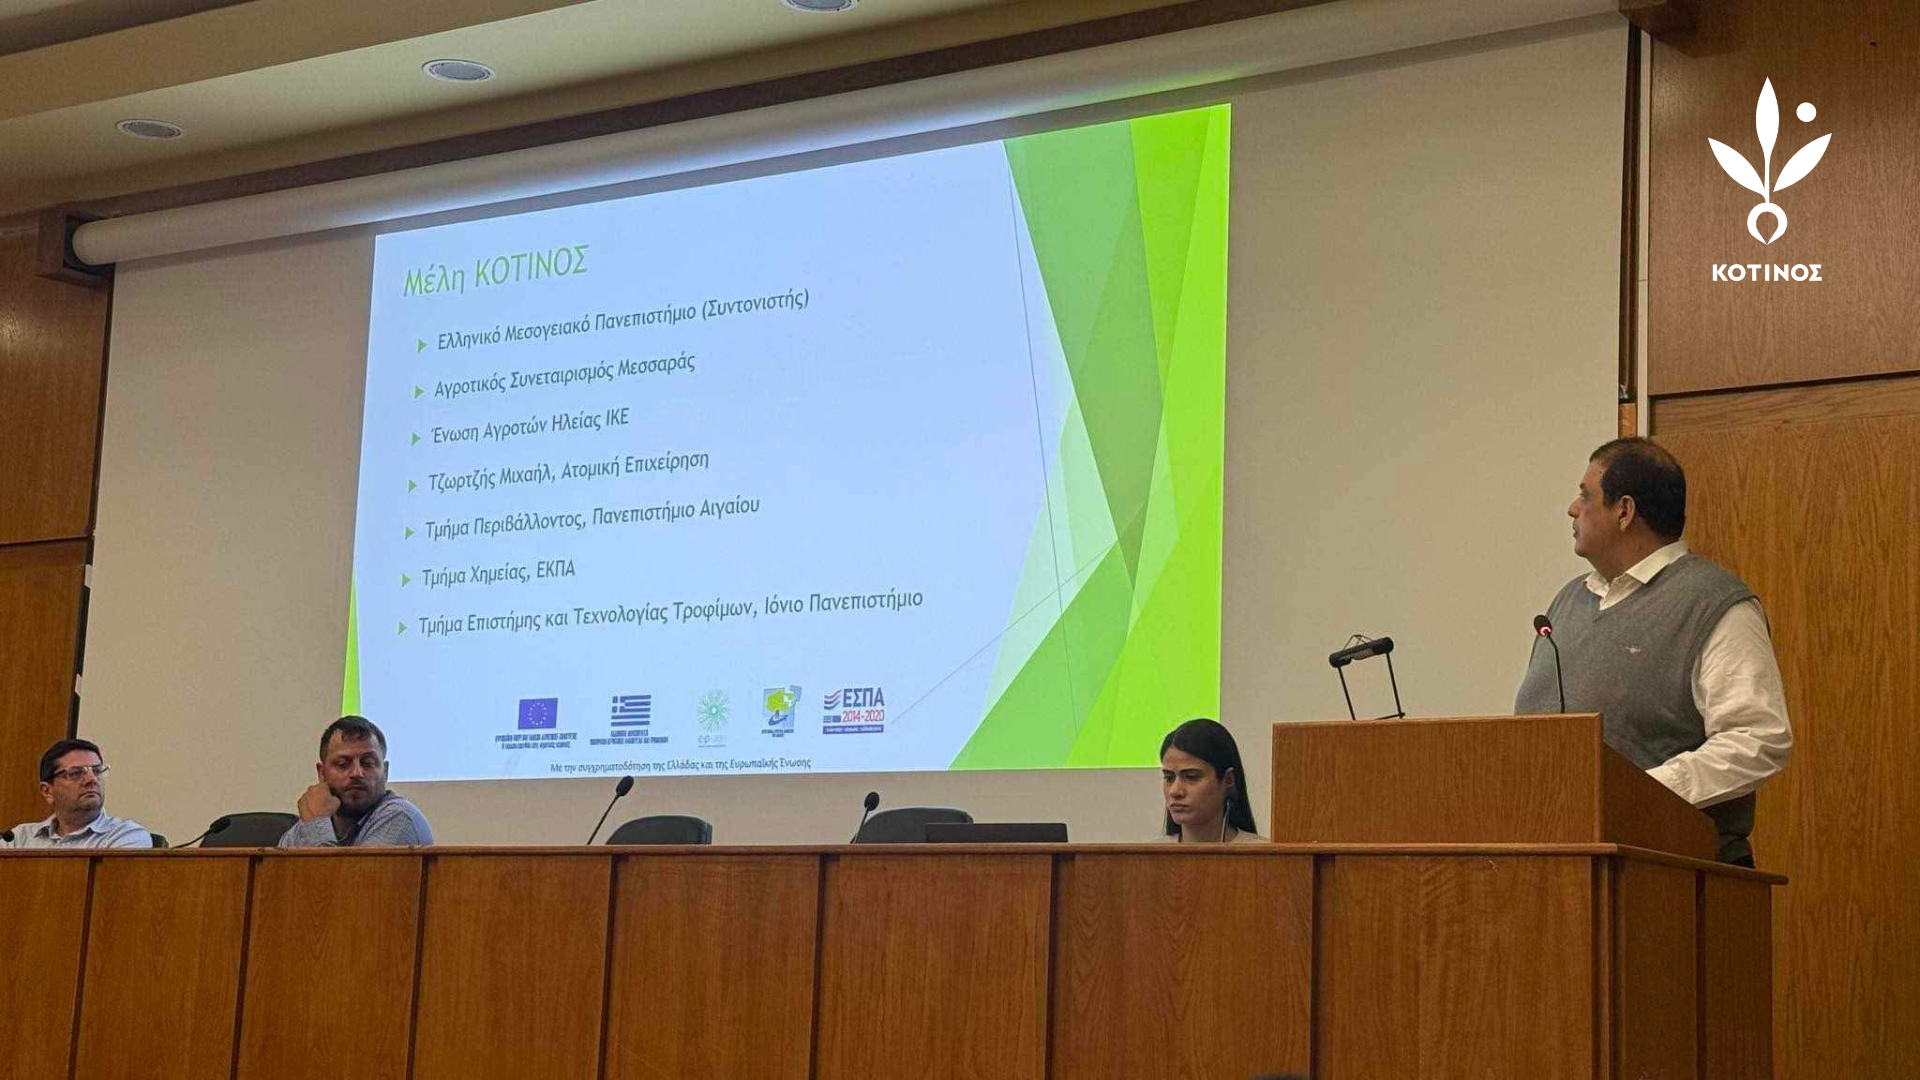 ΚΟΤΙΝΟΣ
Μέλη ΚΟΤΙΝΟΣ
Ελληνικό Μεσογειακό Πανεπιστήμιο (Συντονιστής)
Αγροτικός Συνεταιρισμός Μεσσαράς
Ένωση Αγροτών Ηλείας ΙΚΕ
Τζωρτζής Μιχαήλ, Ατομική Επιχείρηση
Τμήμα Περιβάλλοντος, Πανεπιστήμιο Αιγαίου
Τμήμα Χημείας, ΕΚΠΑ
Τμήμα Επιστήμης και Τεχνολογίας Τροφίμων, Ιόνιο Πανεπιστήμιο
ΕΣΠΑ
2014-2020
Με την συγχρηματοδότηση της Ελλάδας και της Ευρωπαϊκής Ένωσης